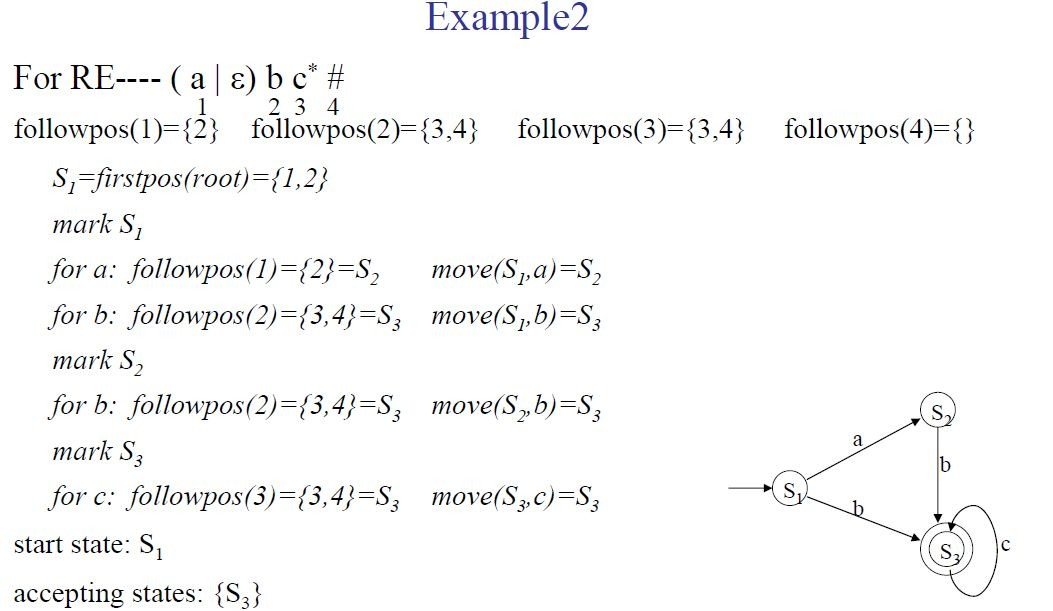 Example2
For RE---- ( a | ε) b c* #
1 2 3 4
followpos(1)={2} followpos(2)={3,4} followpos(3)={3,4} followpos(4)={}
S₁=firstpos(root)={1,2}
mark S₁
for a: followpos(1)={2}=S₂ move(S₁,a)=S₂
for b: followpos(2)={3,4}=S₃ move(S₁,b)=S₃
mark S₂
for b: followpos(2)={3,4}=S₃ move(S₂,b)=S₃
mark S₃
for c: followpos(3)={3,4}=S₃ move(S₃,c)=S₃
start state: S₁
accepting states: {S₃}
S₂
a
b
S₁
b
S₃
c